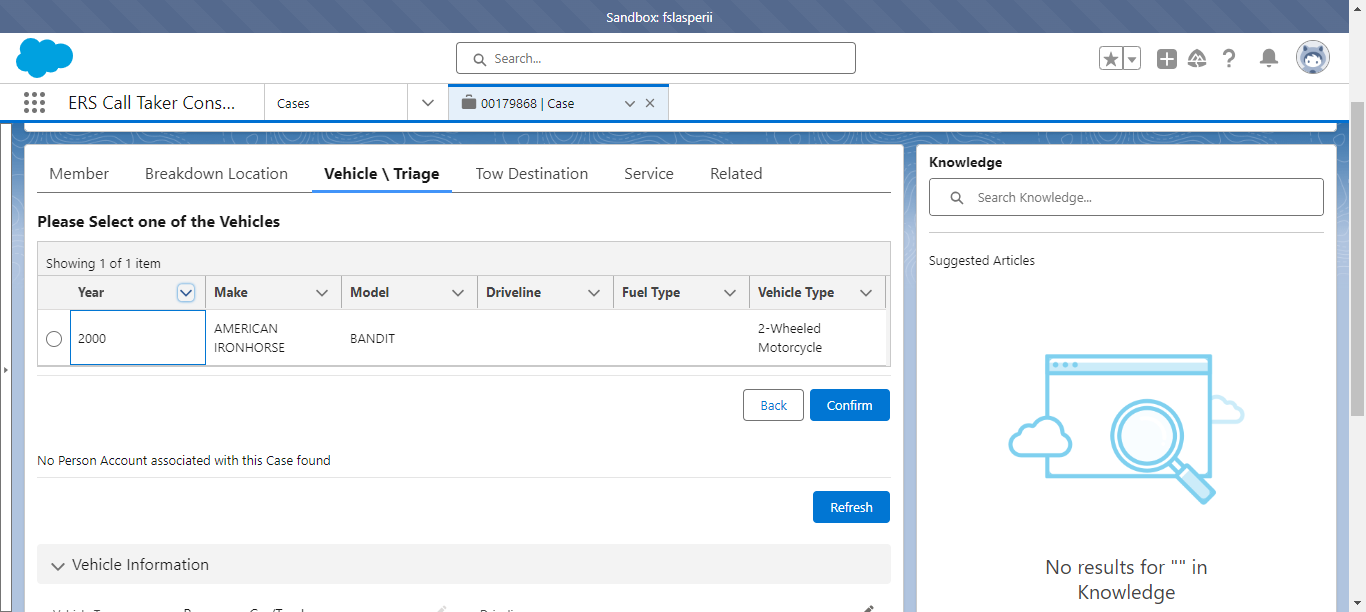 Sandbox: fslasperii
Search...
ERS Call Taker Cons...
Cases
00179868 | Case
Member
Breakdown Location
Vehicle \ Triage
Tow Destination
Service
Related
Please Select one of the Vehicles
Showing 1 of 1 item
Year
Make
Model
Driveline
Fuel Type
Vehicle Type
2000
AMERICAN
IRONHORSE
BANDIT
2-Wheeled
Motorcycle
Back
Confirm
No Person Account associated with this Case found
Refresh
Vehicle Information
Knowledge
Search Knowledge...
Suggested Articles
No results for "" in
Knowledge